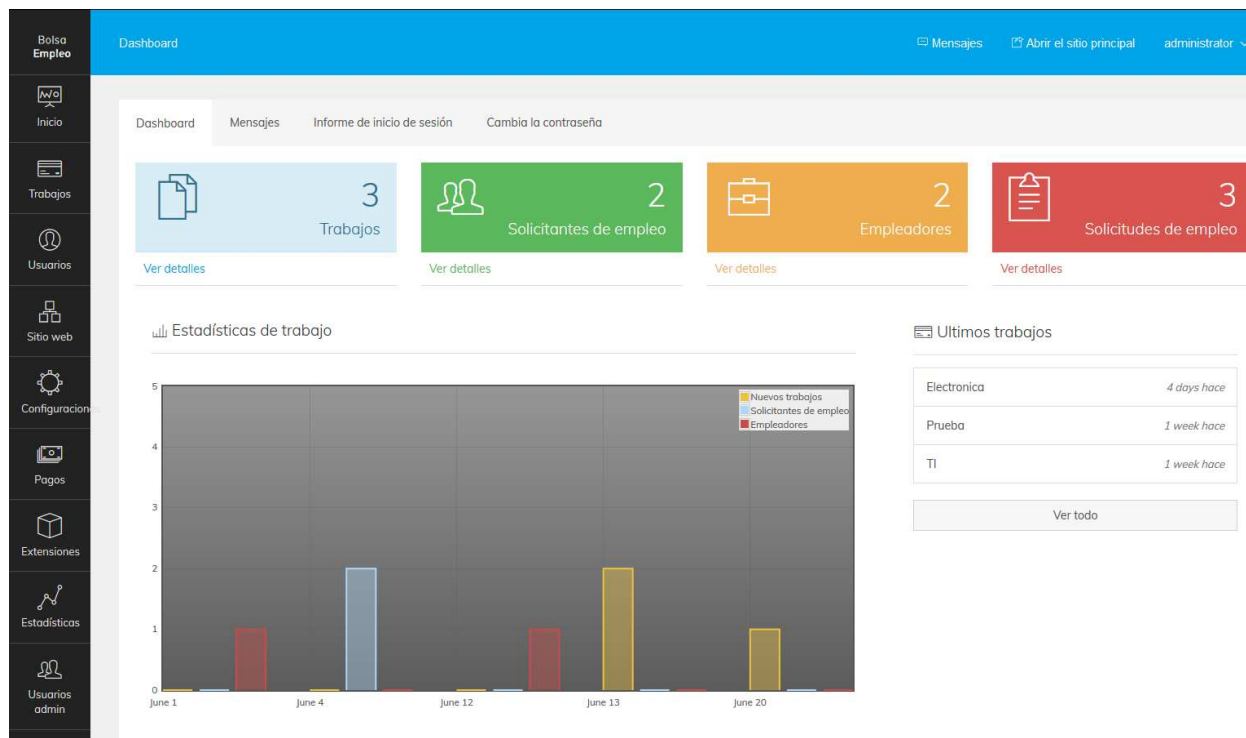 Bolsa
Empleo
Dashboard
Mensajes
Abrir el sitio principal
administrator
Inicio
Trabajos
Usuarios
Sitio web
Configuracion
Pagos
Extensiones
Estadísticas
Usuarios
admin
Dashboard
Mensajes
Informe de inicio de sesión
Cambia la contraseña
3
Trabajos
Ver detalles
2
Solicitantes de empleo
Ver detalles
2
Empleadores
Ver detalles
3
Solicitudes de empleo
Ver detalles
Estadísticas de trabajo
5
4
3
2
1
0
Nuevos trabajos
Solicitantes de empleo
Empleadores
June 1
June 4
June 12
June 13
June 20
Ultimos trabajos
Electronica
4 days hace
Prueba
1 week hace
TI
1 week hace
Ver todo